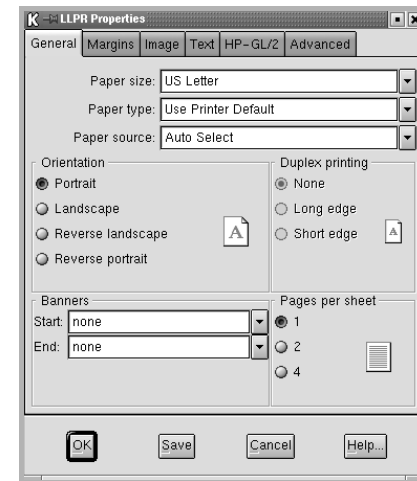 LLPR Properties
General Margins Image Text HP-GL/2 Advanced
Paper size: US Letter
Paper type: Use Printer Default
Paper source: Auto Select
Orientation
Portrait
Landscape
Reverse landscape
Reverse portrait
A
Duplex printing
None
Long edge
Short edge
A
Banners
Start: none
End: none
Pages per sheet
1
2
4
OK Save Cancel Help...